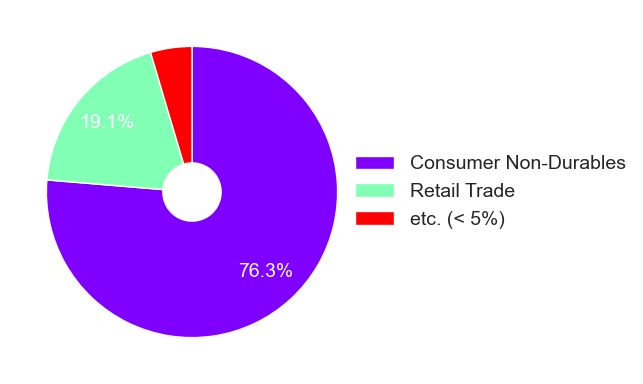 19.1%
76.3%
Consumer Non-Durables
Retail Trade
etc. (< 5%)